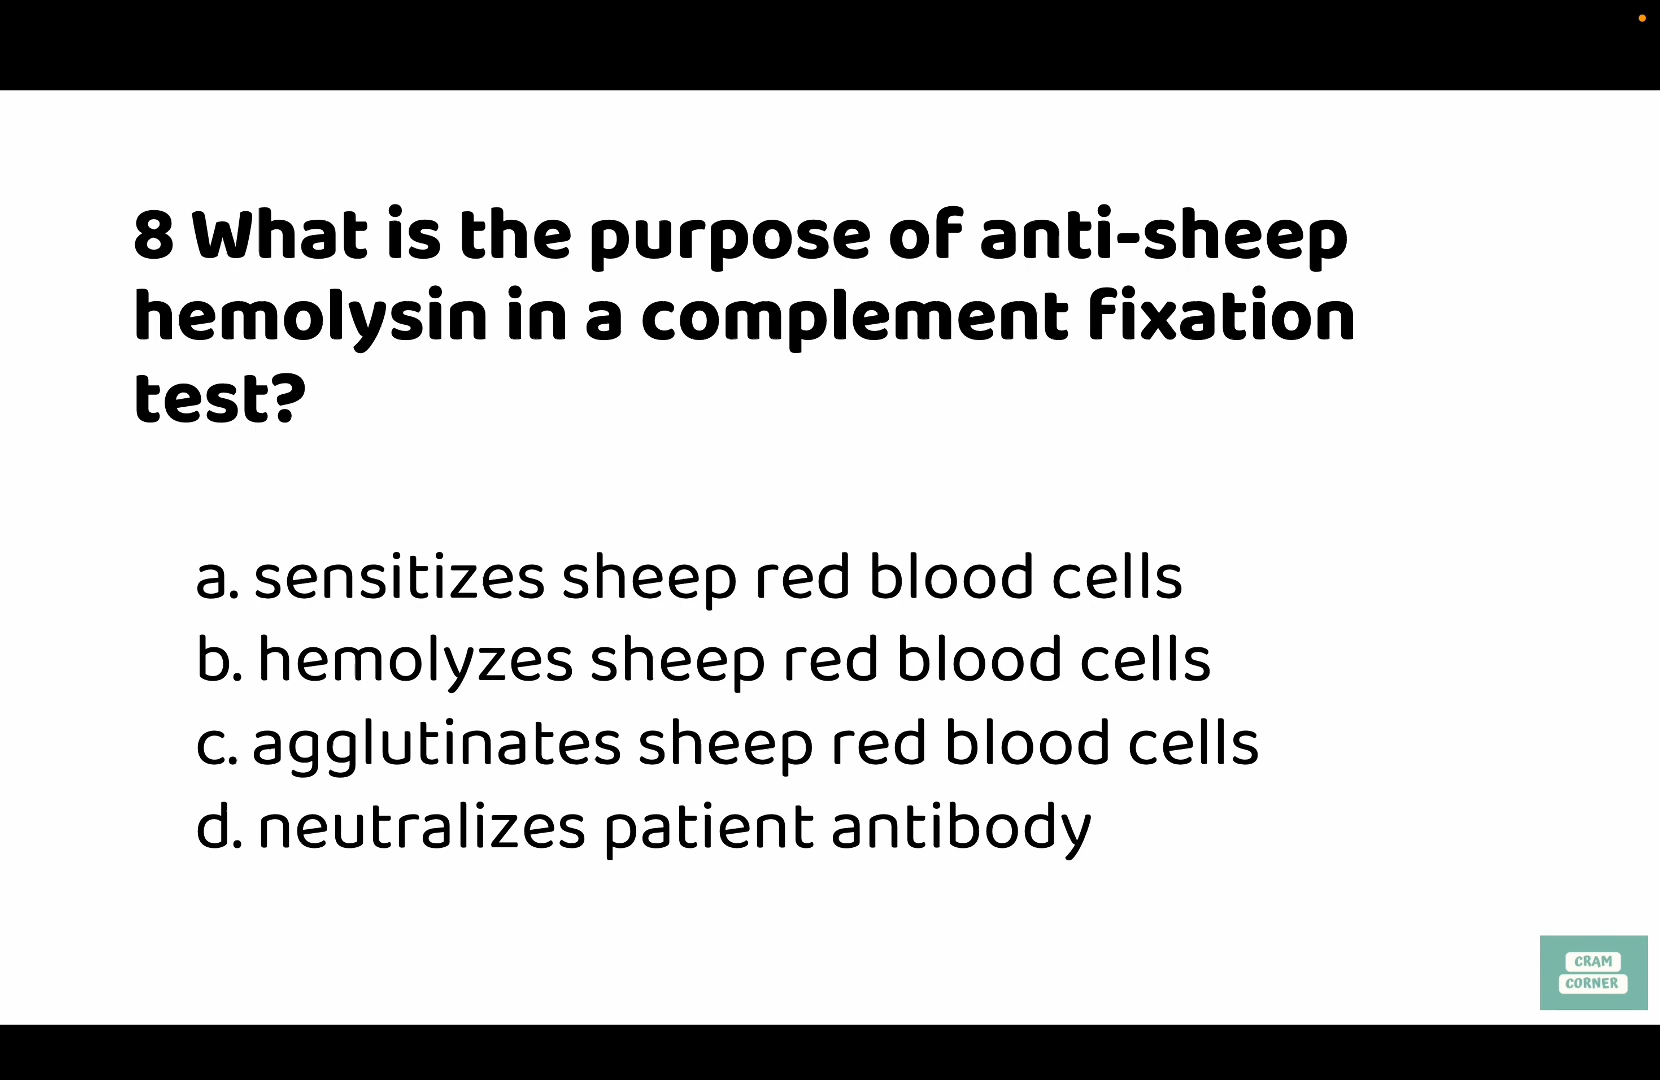 8 What is the purpose of anti-sheep
hemolysin in a complement fixation
test?
a. sensitizes sheep red blood cells
b. hemolyzes sheep red blood cells
c. agglutinates sheep red blood cells
d. neutralizes patient antibody
CRAM
CORNER